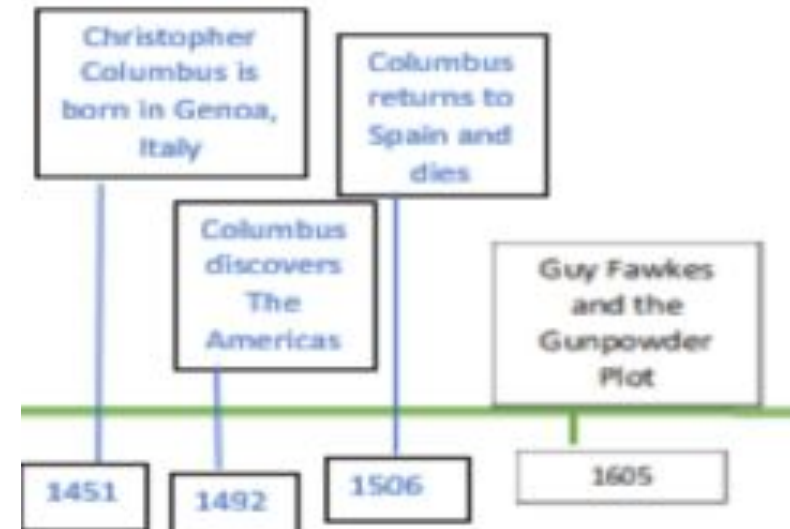 Christopher
Columbus is
born in Genoa,
Italy
Columbus
returns to
Spain and
dies
Columbus
discovers
The
Americas
Guy Fawkes
and the
Gunpowder
Plot
1451
1492
1506
1605